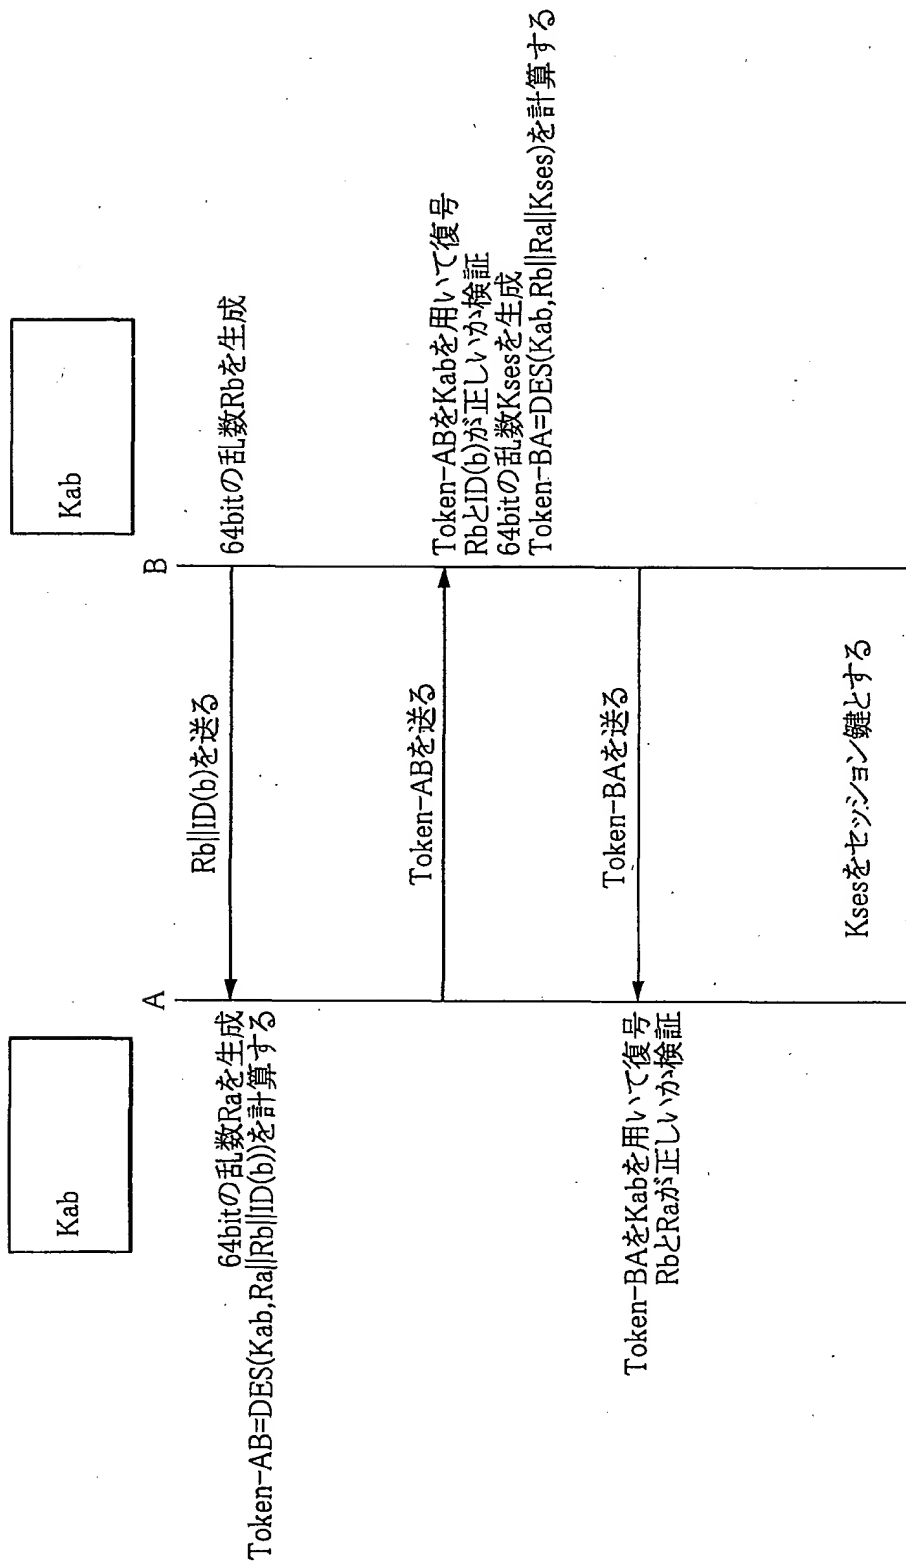 Kab
Kab
A
B
64bitの乱数Rbを生成
Rb||ID(b)を送る
64bitの乱数Raを生成
Token-AB=DES(Kab,Ra||Rb||ID(b))を計算する
Token-ABを送る
Token-ABをKabを用いて復号
RbとID(b)が正しいか検証
64bitの乱数Ksesを生成
Token-BA=DES(Kab,Rb||Ra||Kses)を計算する
Token-BAを送る
Token-BAをKabを用いて復号
RbとRaが正しいか検証
Ksesをセッション鍵とする